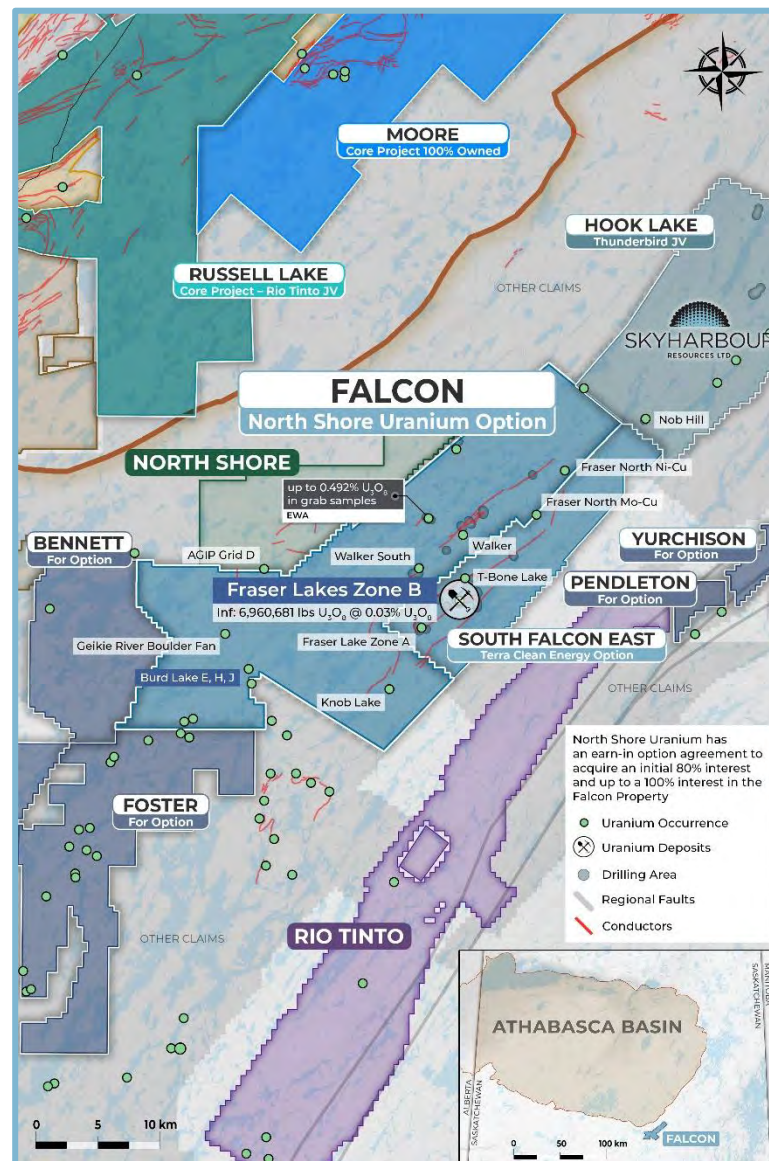 MOORE
Core Project 100% Owned
HOOK LAKE
Thunderbird JV
RUSSELL LAKE
Core Project – Rio Tinto JV
OTHER CLAIMS
SKYHARBOUR
RESOURCES LTD
FALCON
North Shore Uranium Option
Nob Hill
NORTH SHORE
Fraser North Ni-Cu
up to 0.492% U₃O₈
in grab samples
EWA
Fraser North Mo-Cu
BENNETT
For Option
AGIP Grid D
Walker South
Walker
YURCHISON
For Option
T-Bone Lake
PENDLETON
For Option
Fraser Lakes Zone B
Inf: 6,960,681 lbs U₃O₈ @ 0.03% U₃O₈
Geikie River Boulder Fan
Fraser Lake Zone A
SOUTH FALCON EAST
Terra Clean Energy Option
Burd Lake E, H, J
Knob Lake
OTHER CLAIMS
FOSTER
For Option
North Shore Uranium has
an earn-in option agreement to
acquire an initial 80% interest
and up to a 100% interest in the
Falcon Property
Uranium Occurrence
Uranium Deposits
Drilling Area
Regional Faults
Conductors
RIO TINTO
OTHER CLAIMS
ATHABASCA BASIN
SASKATCHEWAN
MANITOBA
ALBERTA
SASKATCHEWAN
FALCON
0 50 100 km
0 5 10 km